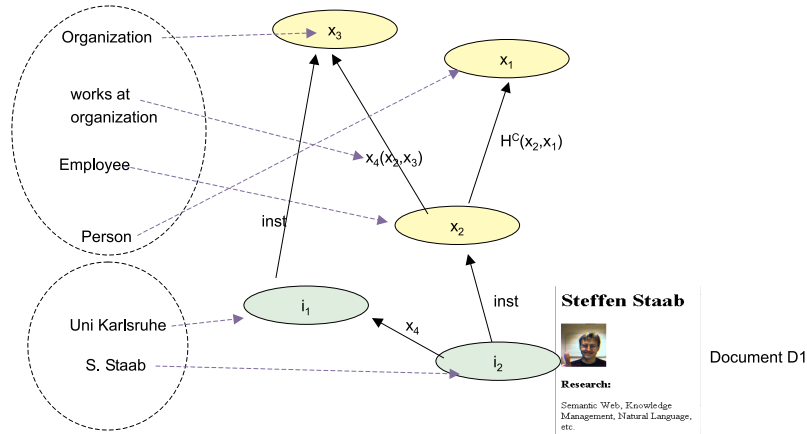 Organization
x3
x1
works at
organization
x4(x2,x3)
HC(x2,x1)
Employee
Person
inst
x2
inst
Steffen Staab
Uni Karlsruhe
i1
x4
S. Staab
i2
Document D1
Research:
Semantic Web, Knowledge
Management, Natural Language,
etc.